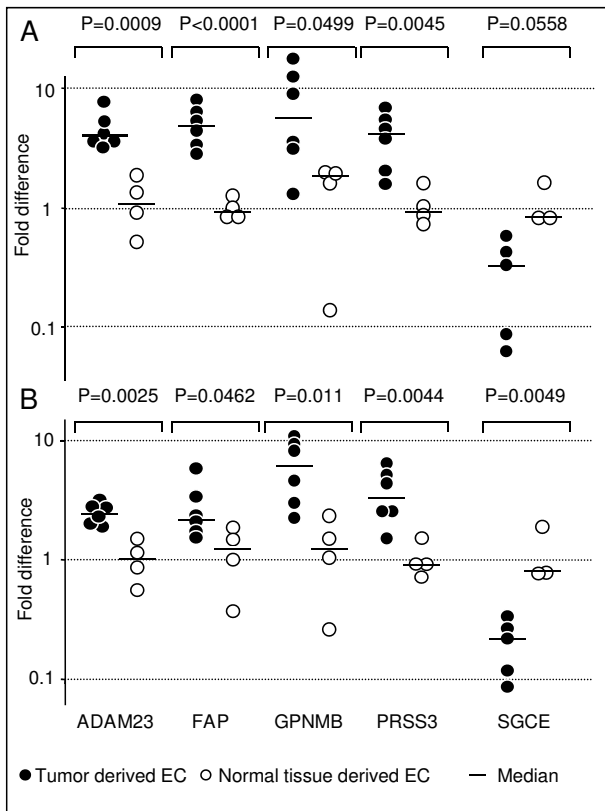 A
P=0.0009 P<0.0001 P=0.0499 P=0.0045 P=0.0558
10
1
0.1
Fold difference
B
P=0.0025 P=0.0462 P=0.011 P=0.0044 P=0.0049
10
1
0.1
Fold difference
ADAM23 FAP GPNMB PRSS3 SGCE
Tumor derived EC Normal tissue derived EC Median